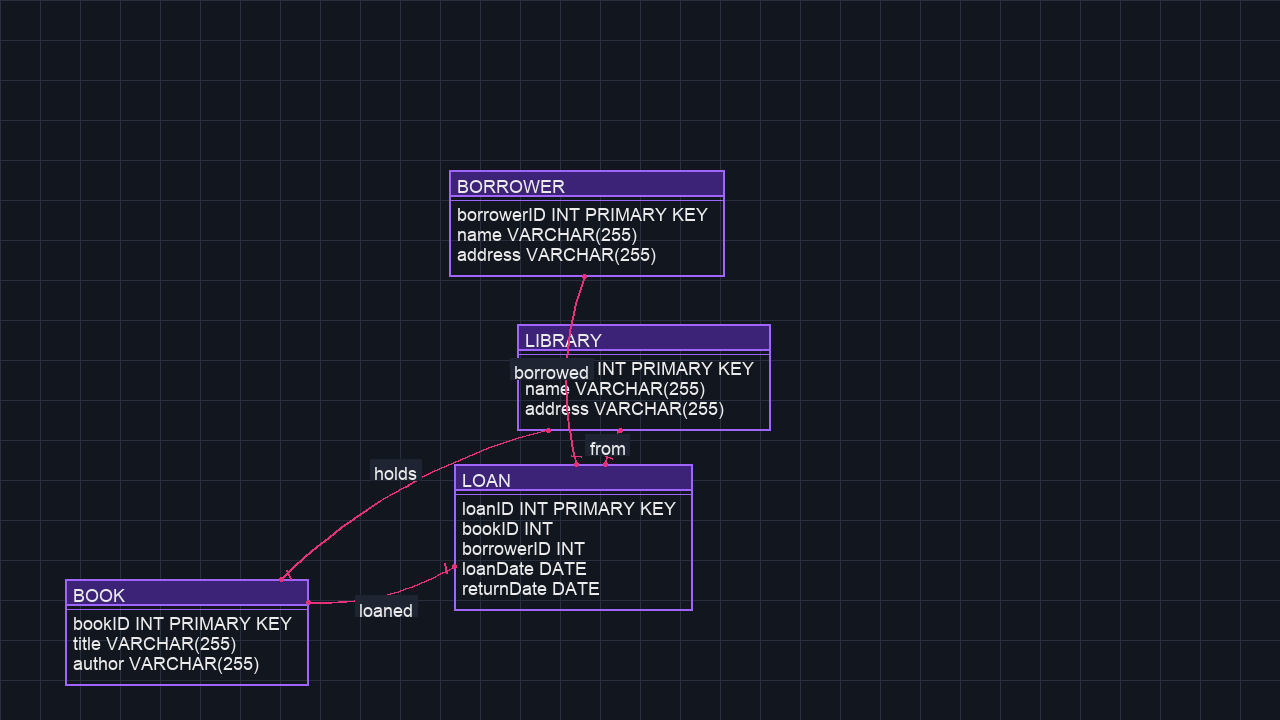 BORROWER
borrowerID INT PRIMARY KEY
name VARCHAR(255)
address VARCHAR(255)
LIBRARY
INT PRIMARY KEY
borrowed
name VARCHAR(255)
address VARCHAR(255)
from
holds
LOAN
loanID INT PRIMARY KEY
bookID INT
borrowerID INT
loanDate DATE
returnDate DATE
BOOK
loaned
bookID INT PRIMARY KEY
title VARCHAR(255)
author VARCHAR(255)